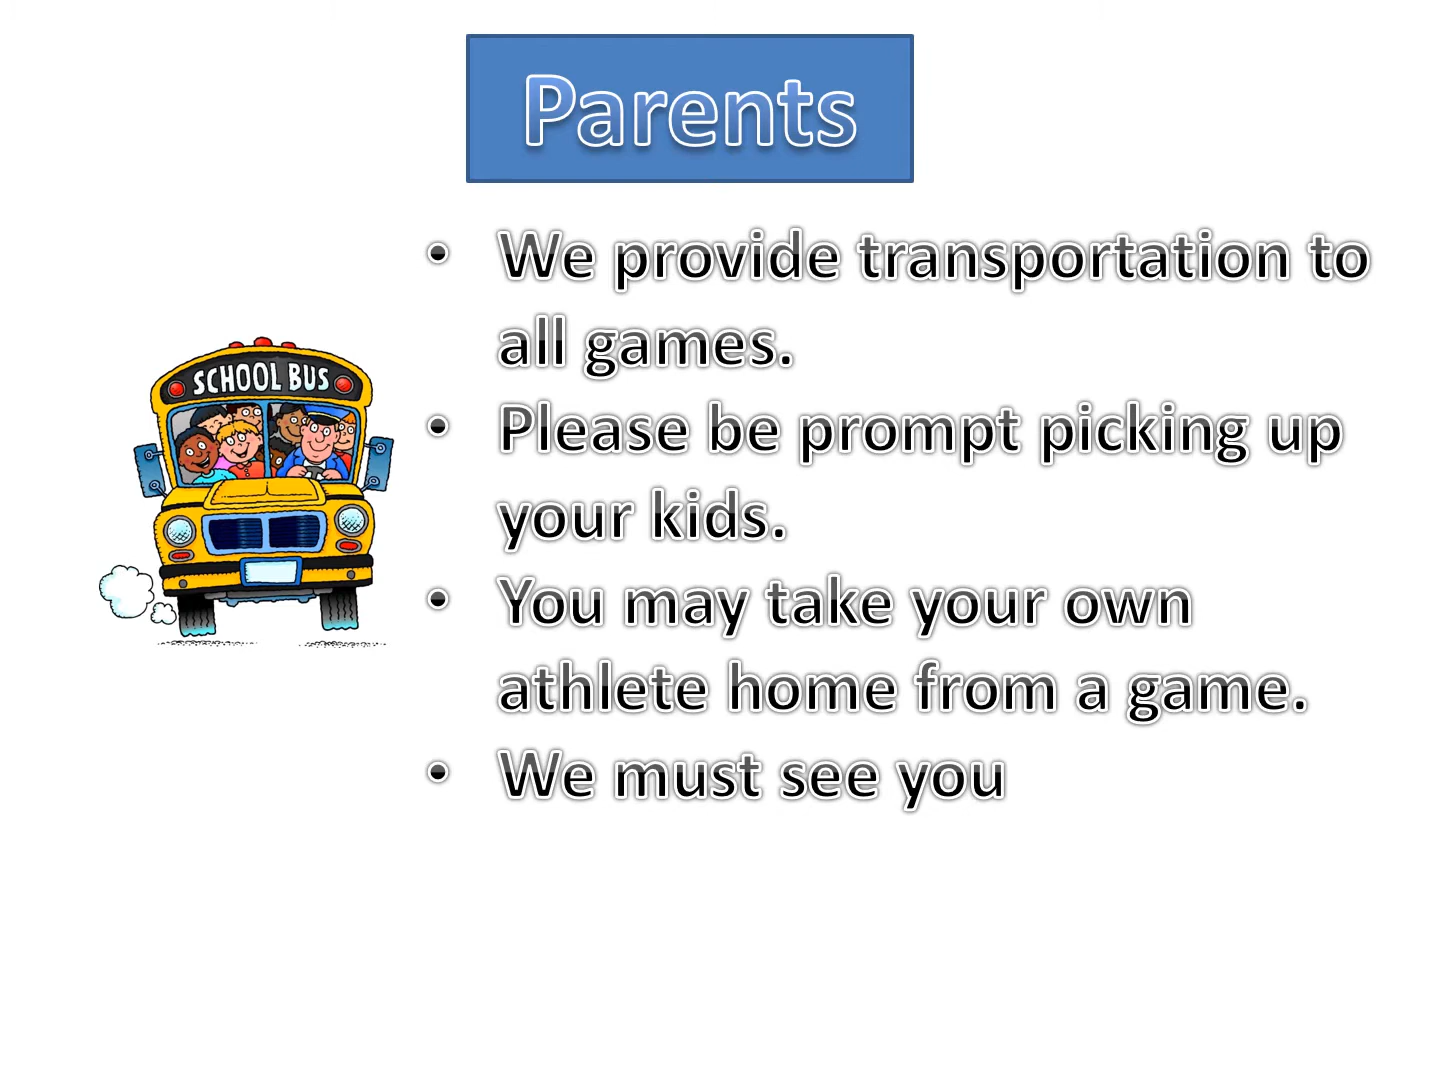 Parents
• We provide transportation to
all games.
• Please be prompt picking up
your kids.
• You may take your own
athlete home from a game.
• We must see you
SCHOOL BUS